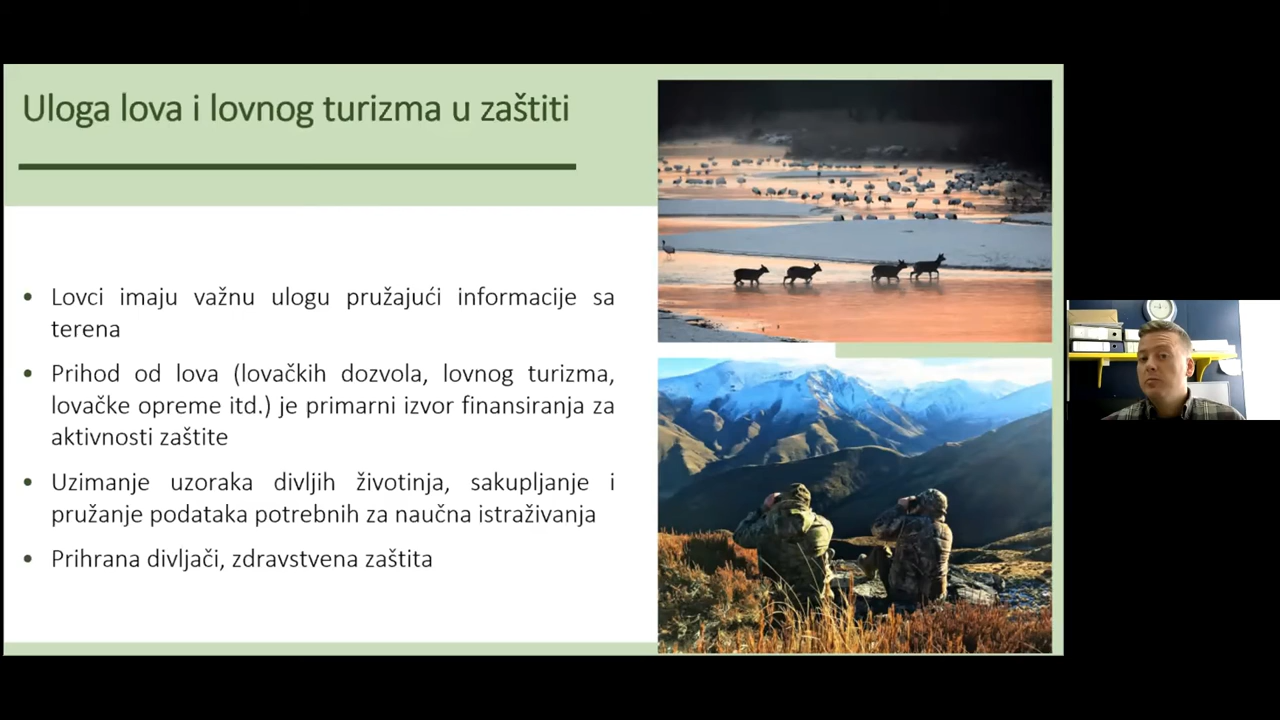 Uloga lova i lovnog turizma u zaštiti
• Lovci imaju važnu ulogu pružajući informacije sa
terena
• Prihod od lova (lovačkih dozvola, lovnog turizma,
lovačke opreme itd.) je primarni izvor finansiranja za
aktivnosti zaštite
• Uzimanje uzoraka divljih životinja, sakupljanje i
pružanje podataka potrebnih za naučna istraživanja
• Prihrana divljači, zdravstvena zaštita